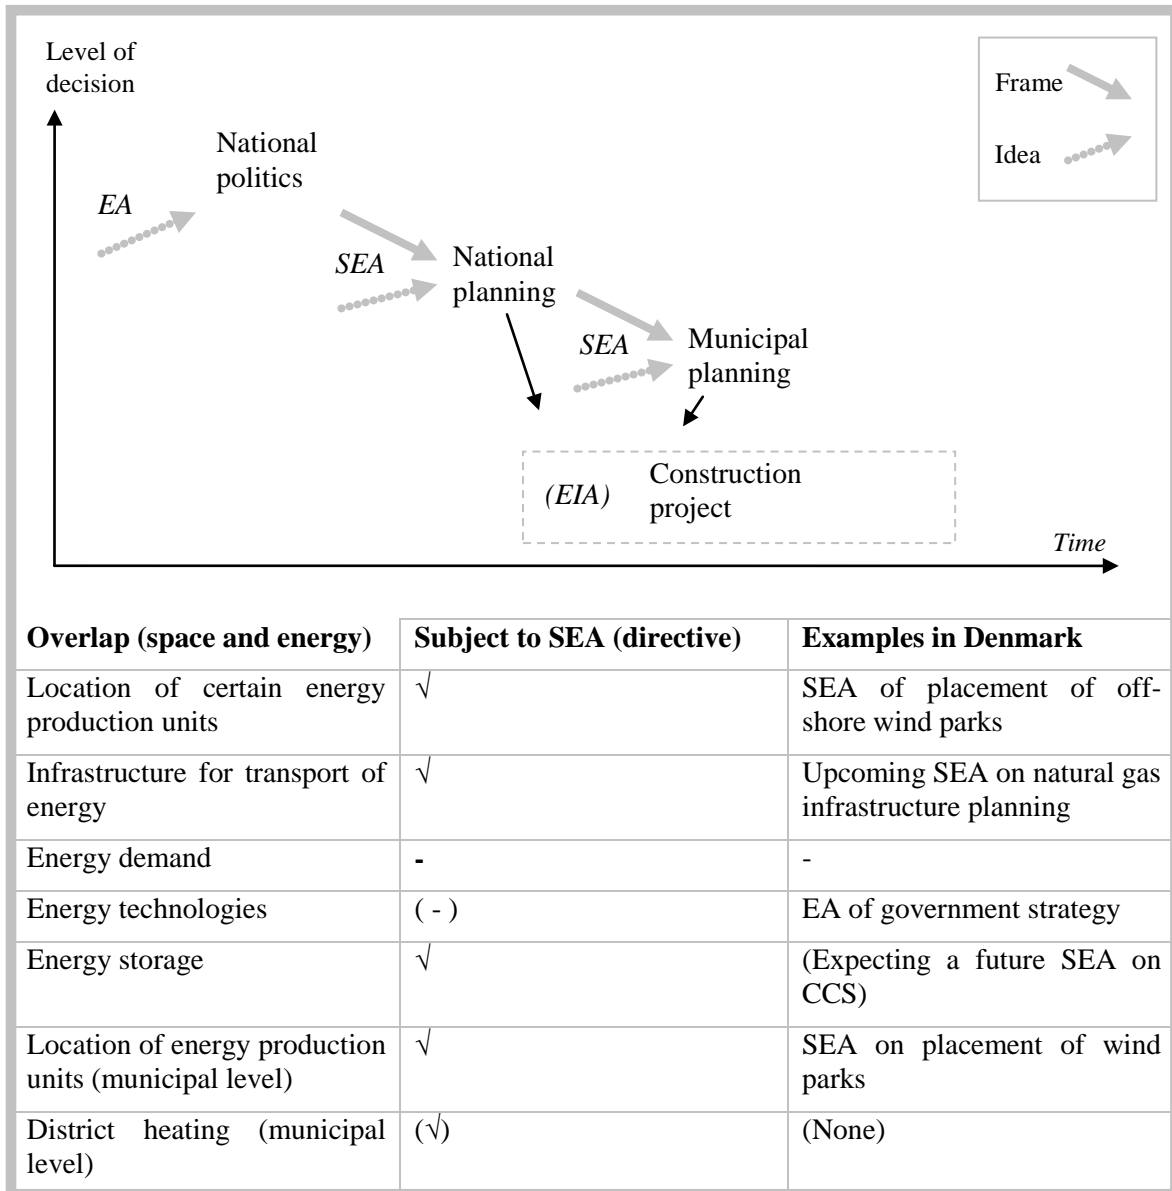 Level of
decision
Frame
Idea
National
politics
EA
SEA
National
planning
SEA
Municipal
planning
(EIA)
Construction
project
Time
Overlap (space and energy) Subject to SEA (directive) Examples in Denmark
Location of certain energy √ SEA of placement of off-
production units shore wind parks
Infrastructure for transport of √ Upcoming SEA on natural gas
energy infrastructure planning
Energy demand - -
Energy technologies ( - ) EA of government strategy
Energy storage √ (Expecting a future SEA on
CCS)
Location of energy production √ SEA on placement of wind
units (municipal level) parks
District heating (municipal (√) (None)
level)